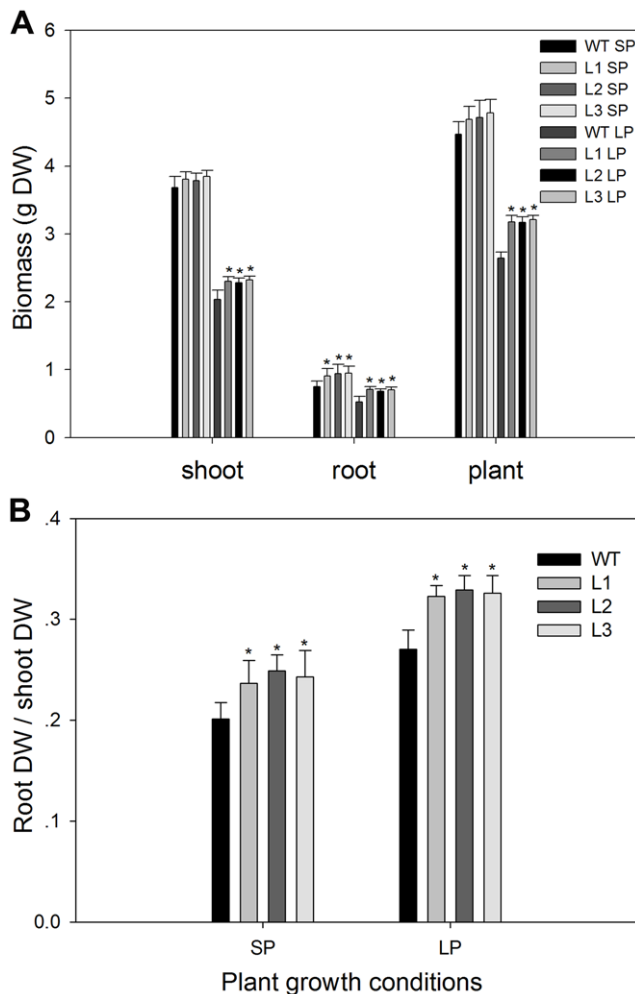 A
6
5
4
3
2
1
0
Biomass (g DW)
WT SP
L1 SP
L2 SP
L3 SP
WT LP
L1 LP
L2 LP
L3 LP
* * *
* * *
* * *
* * *
shoot root plant
B
.4
.3
.2
.1
0.0
Root DW / shoot DW
WT
L1
L2
L3
* * *
* * *
SP LP
Plant growth conditions